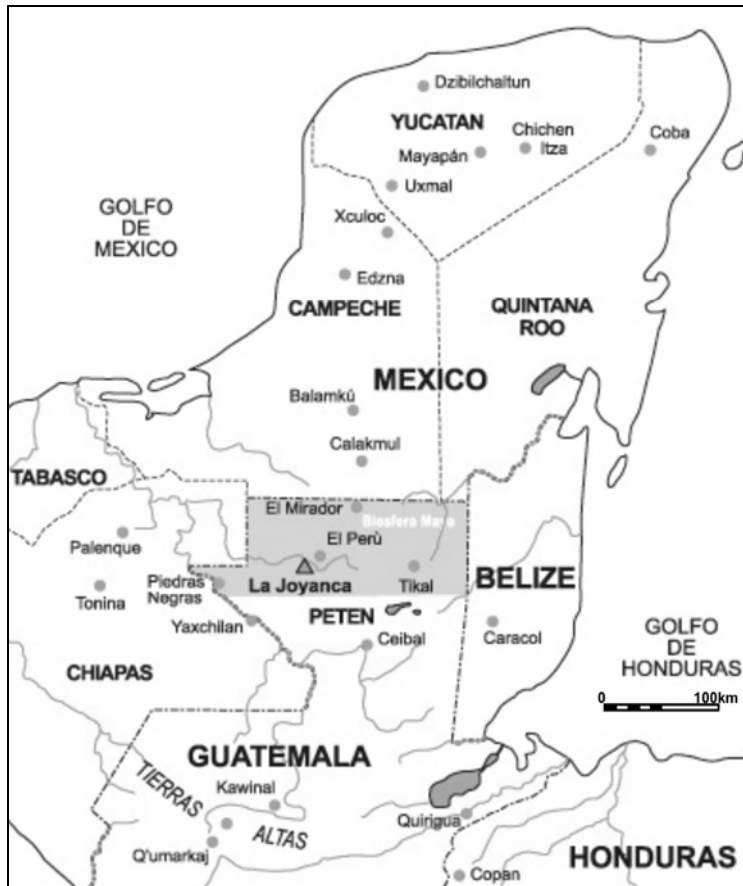 Dzibilchaltun
YUCATAN
Chichen
Itza
Coba
Mayapán
Uxmal
GOLFO
DE
MEXICO
Xculoc
Edzna
CAMPECHE
QUINTANA
ROO
MEXICO
Balamkú
Calakmul
TABASCO
El Mirador
Biosfera Maya
Palenque
El Perù
La Joyanca
Tikal
BELIZE
Piedras
Negras
Tonina
PETEN
Yaxchilan
Ceibal
Caracol
GOLFO
DE
HONDURAS
CHIAPAS
0 100km
GUATEMALA
TIERRAS
ALTAS
Kawinal
Quirigua
Q'umarkaj
HONDURAS
Copan